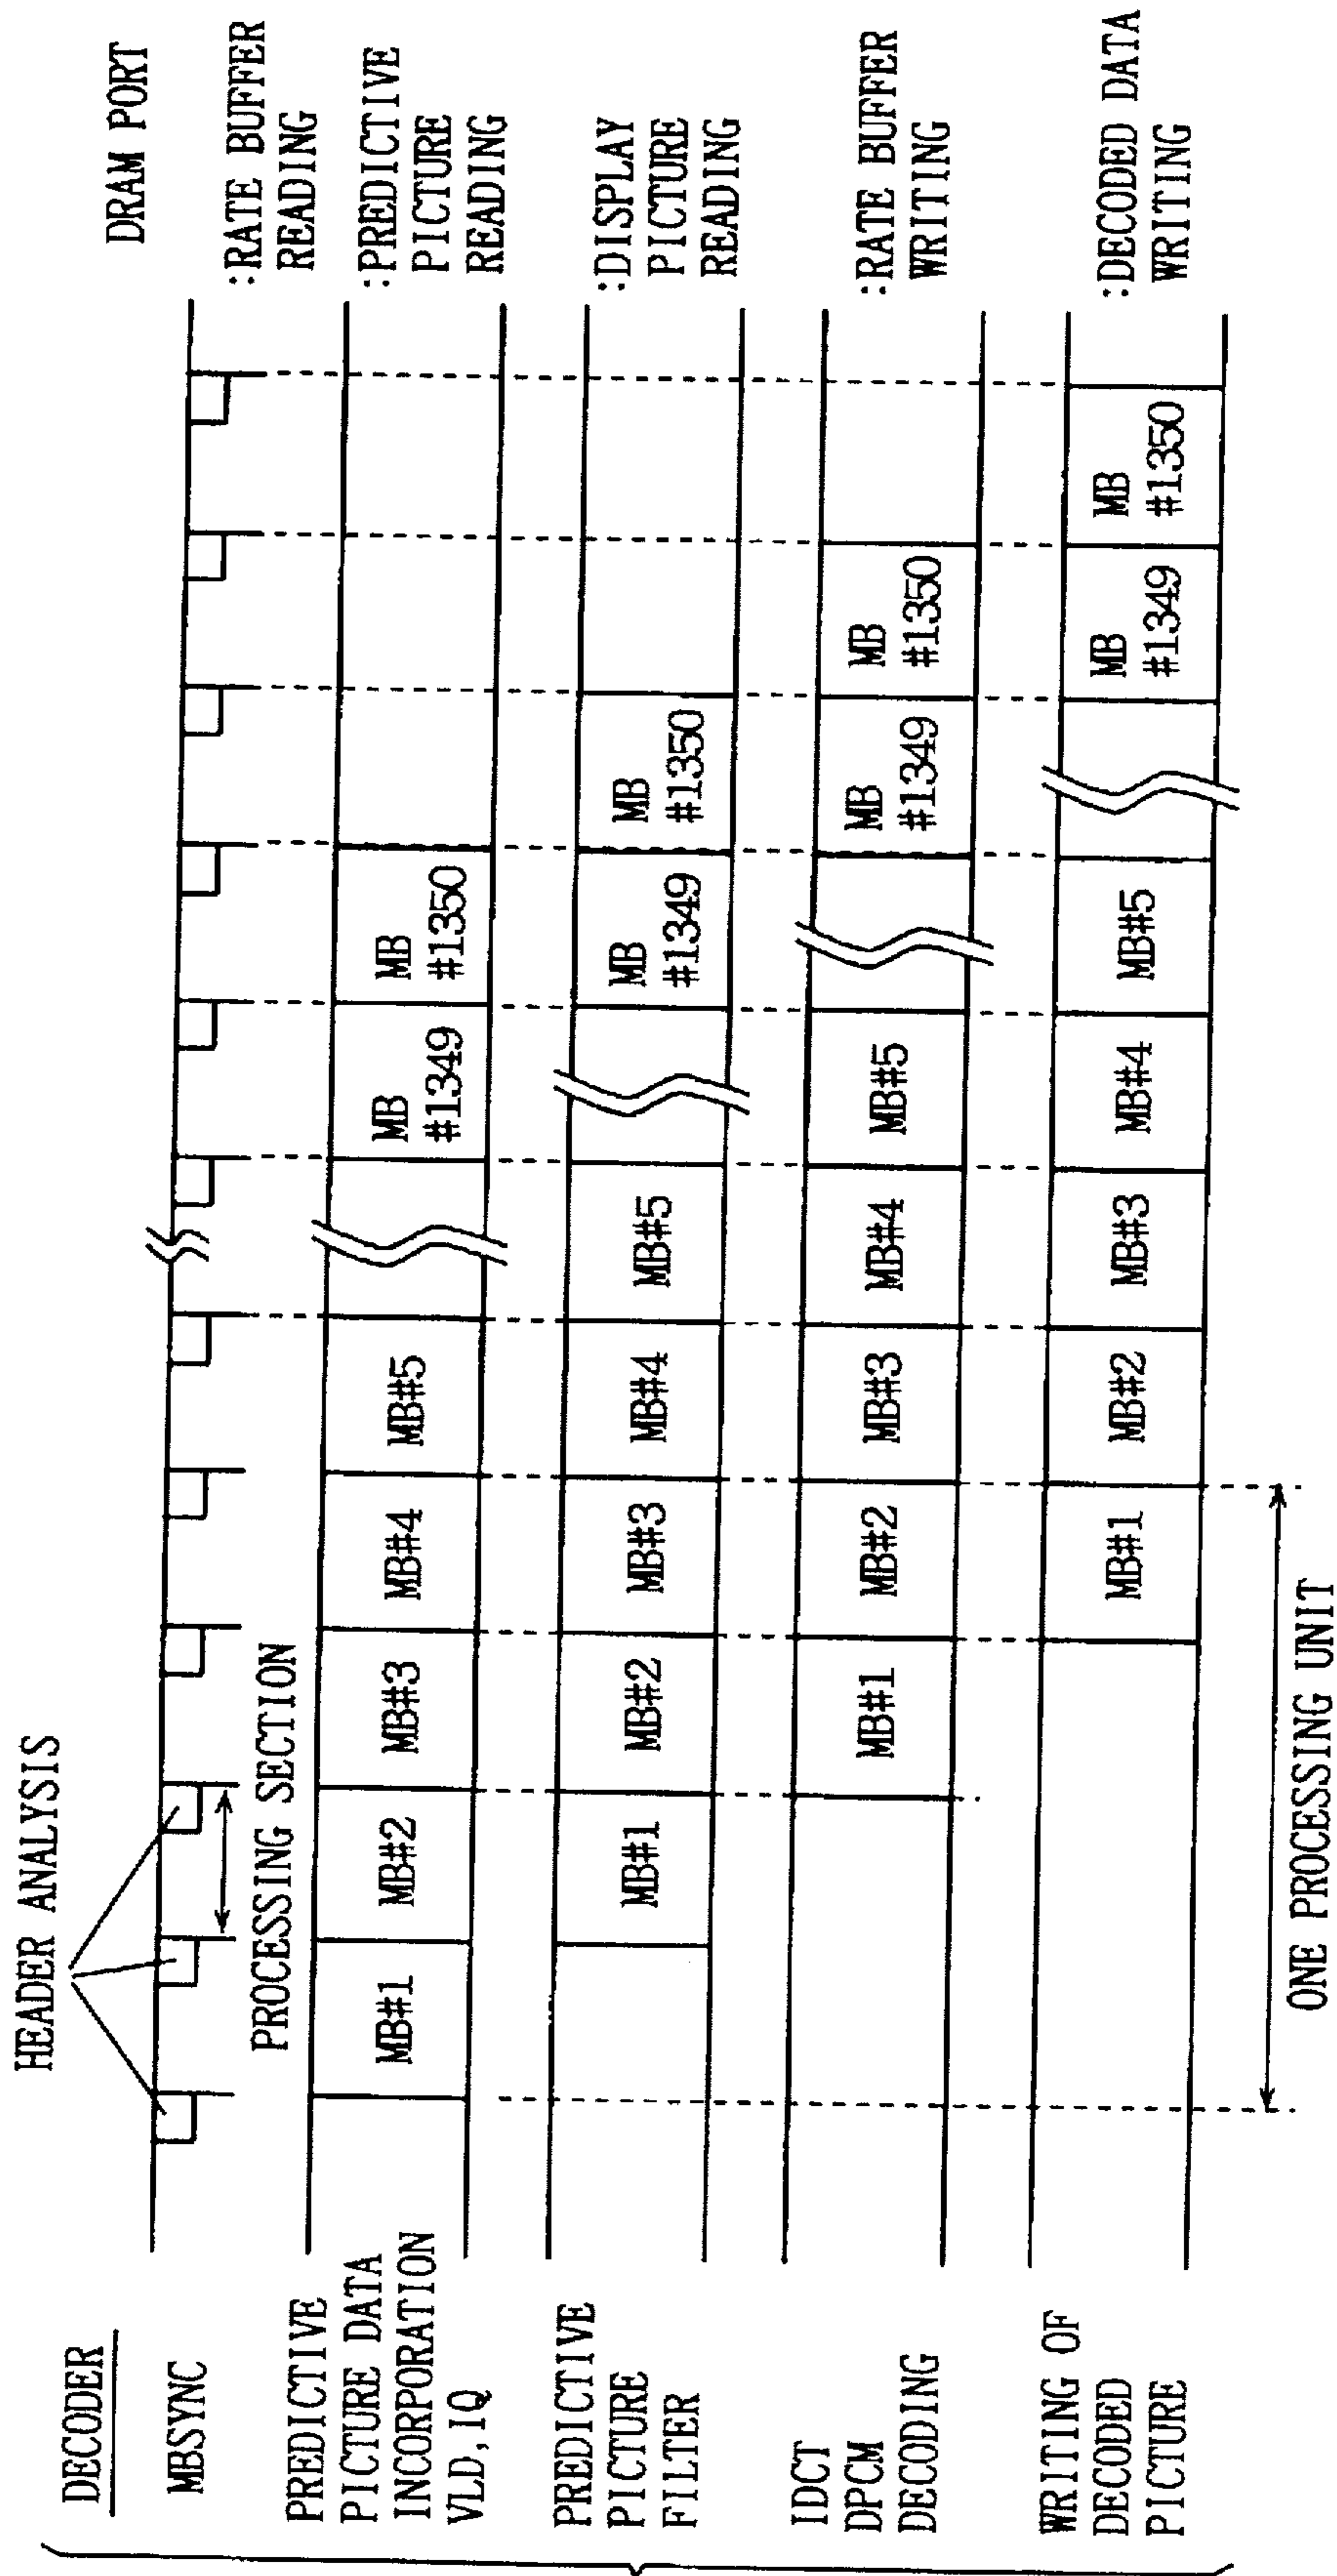 DECODER
MBSYNC
HEADER ANALYSIS
PROCESSING SECTION
DRAM PORT
:RATE BUFFER
READING
PREDICTIVE
PICTURE DATA
INCORPORATION
VLD,IQ
MB#1
MB#2
MB#3
MB#4
MB#5
MB
#1349
MB
#1350
:PREDICTIVE
PICTURE
READING
PREDICTIVE
PICTURE
FILTER
MB#1
MB#2
MB#3
MB#4
MB#5
MB
#1349
MB
#1350
:DISPLAY
PICTURE
READING
IDCT
DPCM
DECODING
MB#1
MB#2
MB#3
MB#4
MB#5
MB
#1349
MB
#1350
:RATE BUFFER
WRITING
WRITING OF
DECODED
PICTURE
MB#1
MB#2
MB#3
MB#4
MB#5
MB
#1349
MB
#1350
:DECODED DATA
WRITING
ONE PROCESSING UNIT